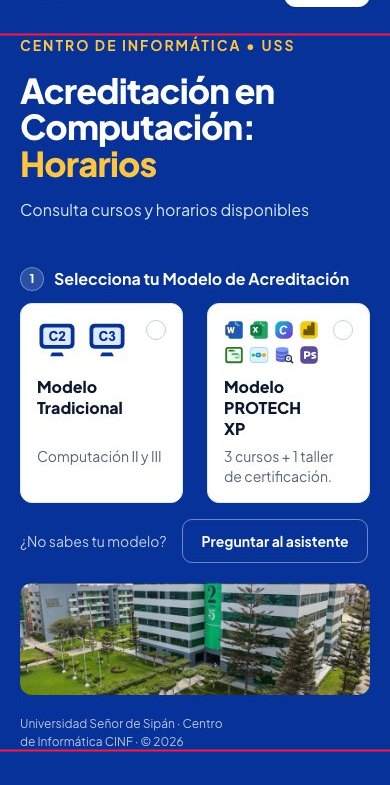 CENTRO DE INFORMÁTICA • USS
Acreditación en
Computación:
Horarios
Consulta cursos y horarios disponibles
1 Selecciona tu Modelo de Acreditación
C2 C3
Modelo
Tradicional
Computación II y III
W X C
Ps
Modelo
PROTECH
XP
3 cursos + 1 taller
de certificación.
¿No sabes tu modelo? Preguntar al asistente
USS
Universidad Señor de Sipán · Centro
de Informática CINF · © 2026